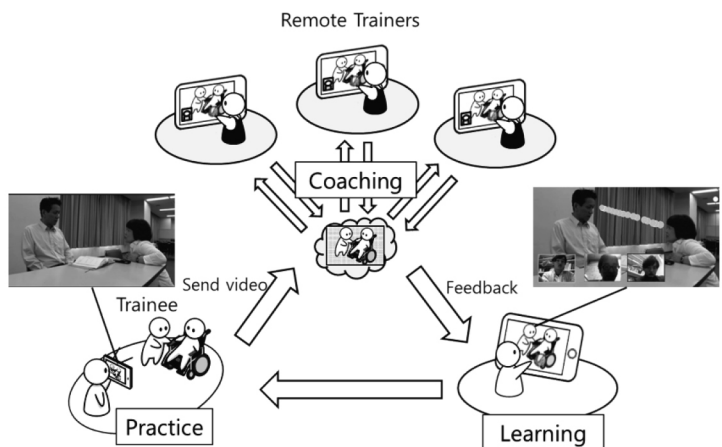 Remote Trainers
Coaching
Send video
Feedback
Trainee
Practice
Learning